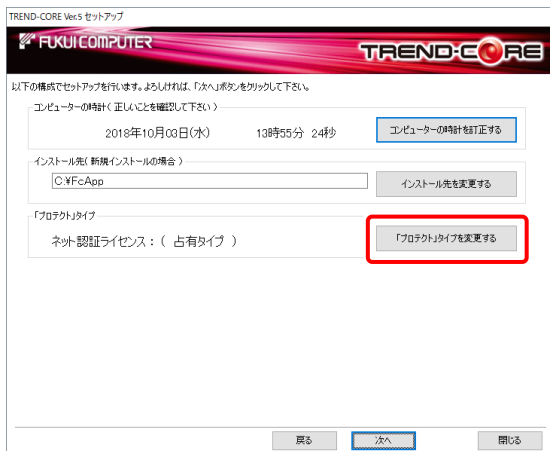 TREND-CORE Ver.5 セットアップ
FUKUI COMPUTER
TREND-CORE
以下の構成でセットアップを行います。よろしければ、「次へ」ボタンをクリックして下さい。
コンピューターの時計( 正しいことを確認して下さい )
2018年10月03日(水) 13時55分 24秒
コンピューターの時計を訂正する
インストール先( 新規インストールの場合 )
C:¥FcApp
インストール先を変更する
「プロテクト」タイプ
ネット認証ライセンス：( 占有タイプ )
「プロテクト」タイプを変更する
戻る
次へ
閉じる